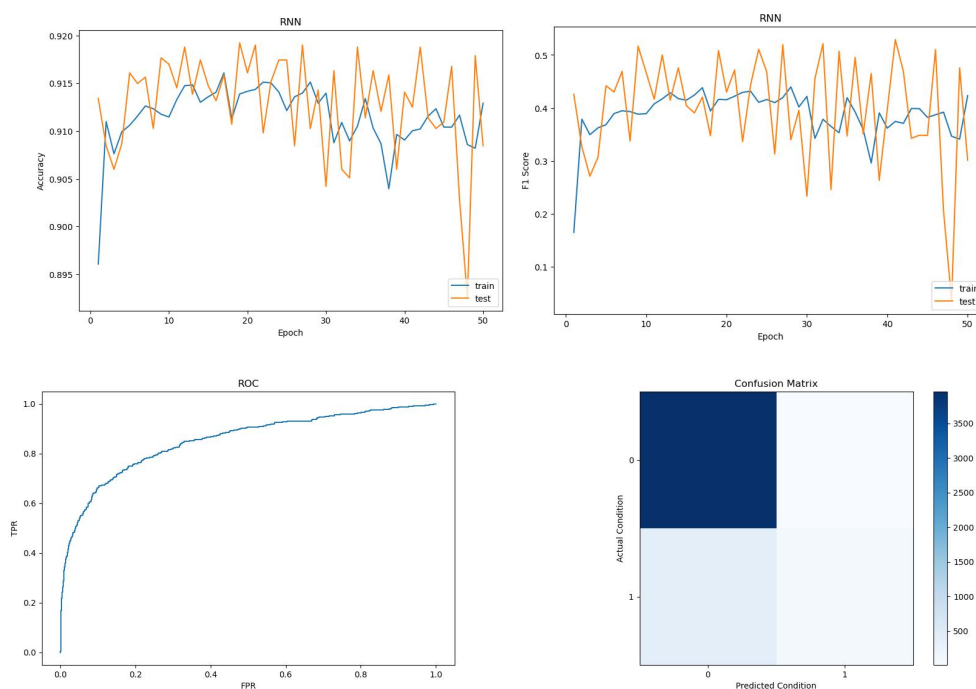 RNN
Accuracy
0.920
0.915
0.910
0.905
0.900
0.895
0 10 20 30 40 50
Epoch
train
test
RNN
F1 Score
0.5
0.4
0.3
0.2
0.1
0 10 20 30 40 50
Epoch
train
test
ROC
TPR
1.0
0.8
0.6
0.4
0.2
0.0
0.0 0.2 0.4 0.6 0.8 1.0
FPR
Confusion Matrix
Actual Condition
0
1
0 1
Predicted Condition
3500
3000
2500
2000
1500
1000
500